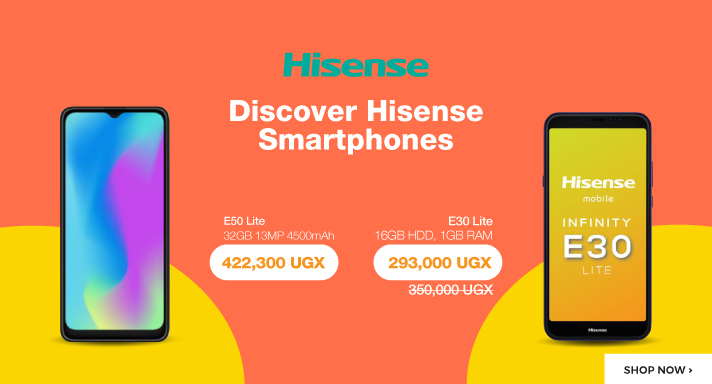 Hisense
Discover Hisense
Smartphones
E50 Lite
32GB 13MP 4500mAh
422,300 UGX
E30 Lite
16GB HDD, 1GB RAM
293,000 UGX
350,000 UGX
Hisense
mobile
INFINITY
E30
LITE
Hisense
SHOP NOW ›